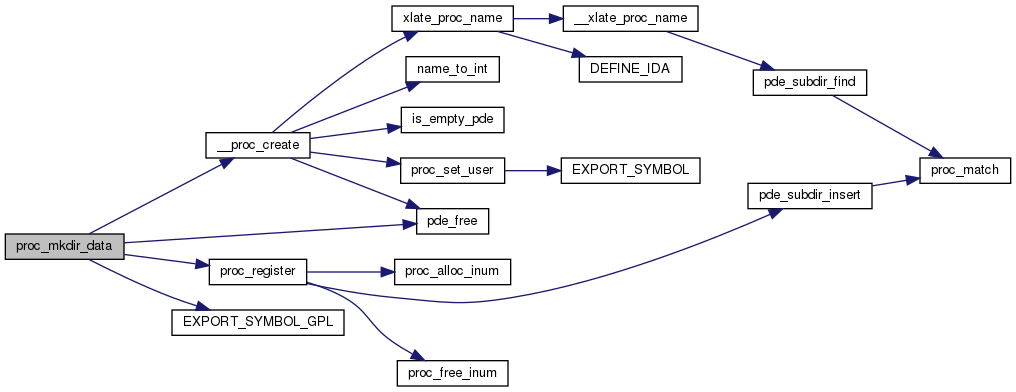 xlate_proc_name
__xlate_proc_name
name_to_int
DEFINE_IDA
pde_subdir_find
is_empty_pde
__proc_create
proc_set_user
EXPORT_SYMBOL
proc_match
pde_subdir_insert
pde_free
proc_mkdir_data
proc_register
proc_alloc_inum
EXPORT_SYMBOL_GPL
proc_free_inum